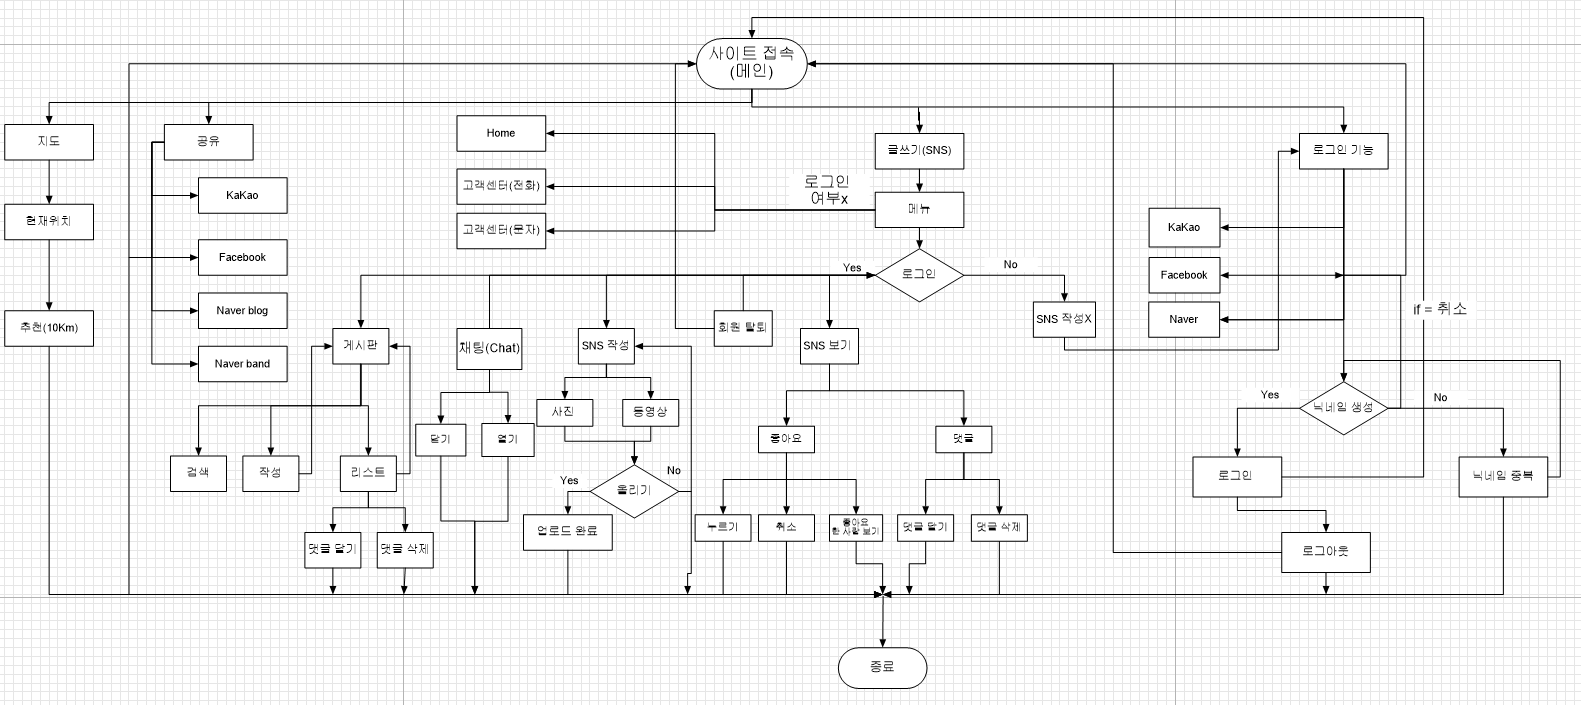 사이트 접속
(메인)
지도
공유
Home
글쓰기(SNS)
로그인 기능
KaKao
고객센터(전화)
로그인
여부x
메뉴
현재위치
고객센터(문자)
KaKao
Facebook
Yes
로그인
No
Facebook
Naver blog
추천(10Km)
회원 탈퇴
SNS 작성X
Naver
if = 취소
게시판
채팅(Chat)
SNS 작성
SNS 보기
Naver band
Yes
닉네임 생성
No
사진
동영상
닫기
열기
좋아요
댓글
검색
작성
리스트
Yes
올리기
No
로그인
닉네임 중복
업로드 완료
누르기
취소
좋아요
한 사람 보기
댓글 달기
댓글 삭제
댓글 달기
댓글 삭제
로그아웃
종료